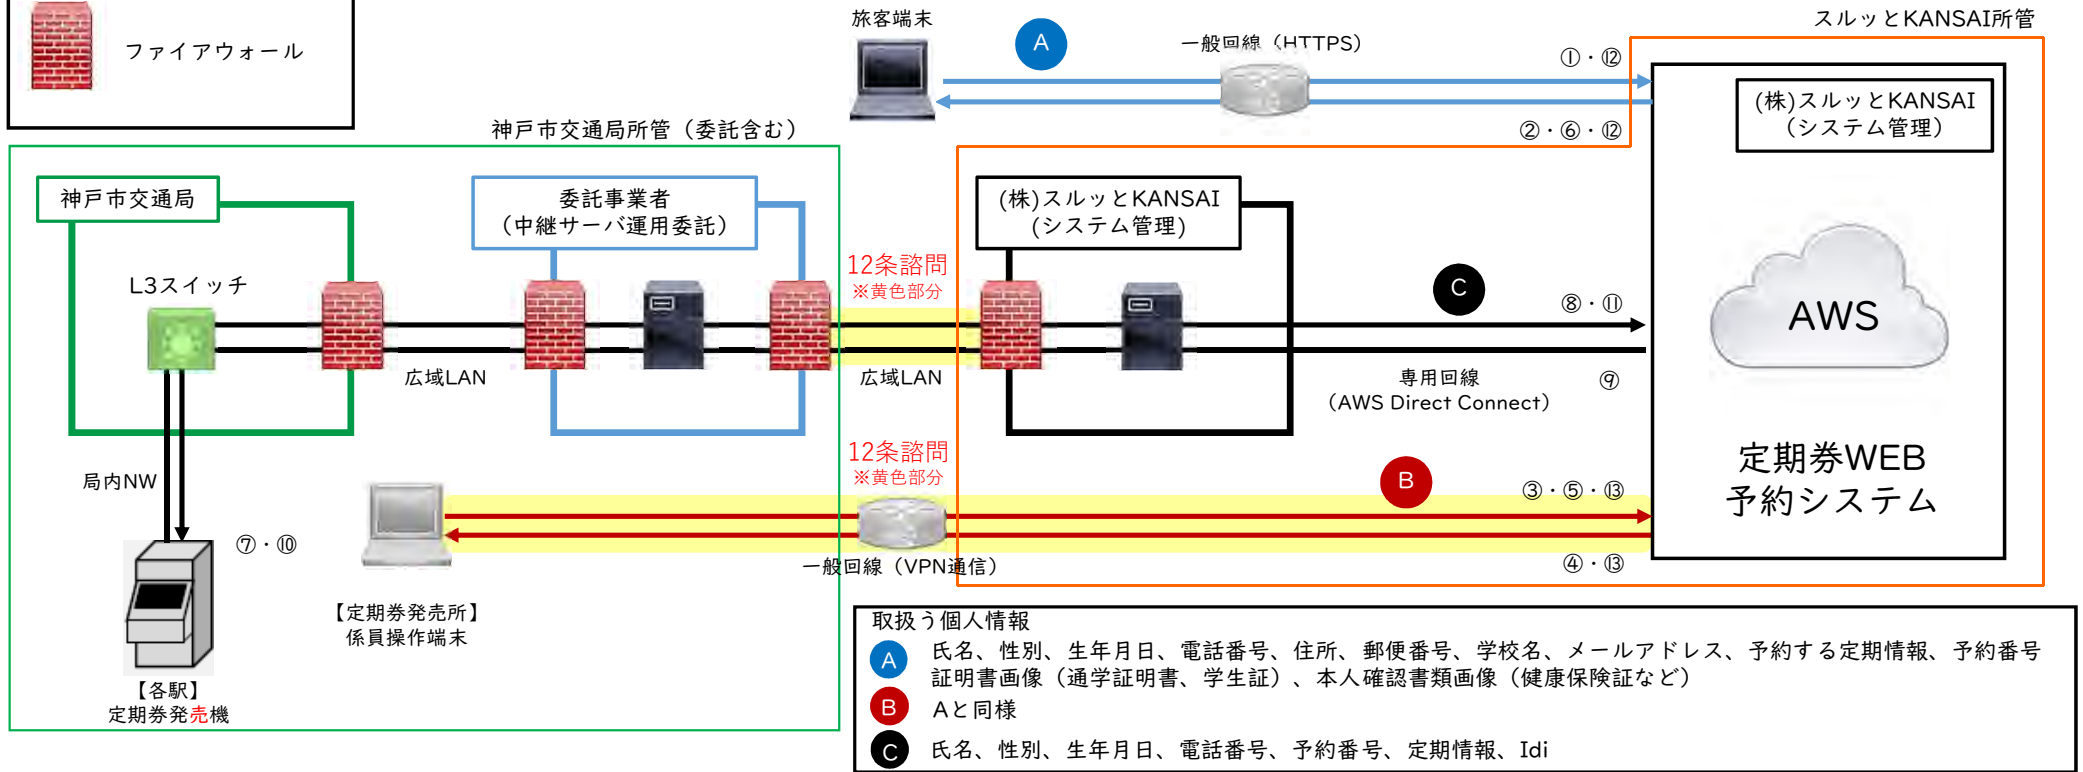 ファイアウォール
旅客端末
A
一般回線（HTTPS）
①・⑫
②・⑥・⑫
スルッとKANSAI所管
(株)スルッとKANSAI
（システム管理）
神戸市交通局所管（委託含む）
神戸市交通局
委託事業者
（中継サーバ運用委託）
(株)スルッとKANSAI
(システム管理)
L3スイッチ
12条諮問
※黄色部分
C
⑧・⑪
AWS
広域LAN
広域LAN
専用回線
（AWS Direct Connect）
⑨
局内NW
12条諮問
※黄色部分
B
③・⑤・⑬
定期券WEB
予約システム
⑦・⑩
一般回線（VPN通信）
④・⑬
【定期券発売所】
係員操作端末
【各駅】
定期券発売機
取扱う個人情報
A 氏名、性別、生年月日、電話番号、住所、郵便番号、学校名、メールアドレス、予約する定期情報、予約番号
証明書画像（通学証明書、学生証）、本人確認書類画像（健康保険証など）
B Aと同様
C 氏名、性別、生年月日、電話番号、予約番号、定期情報、Idi